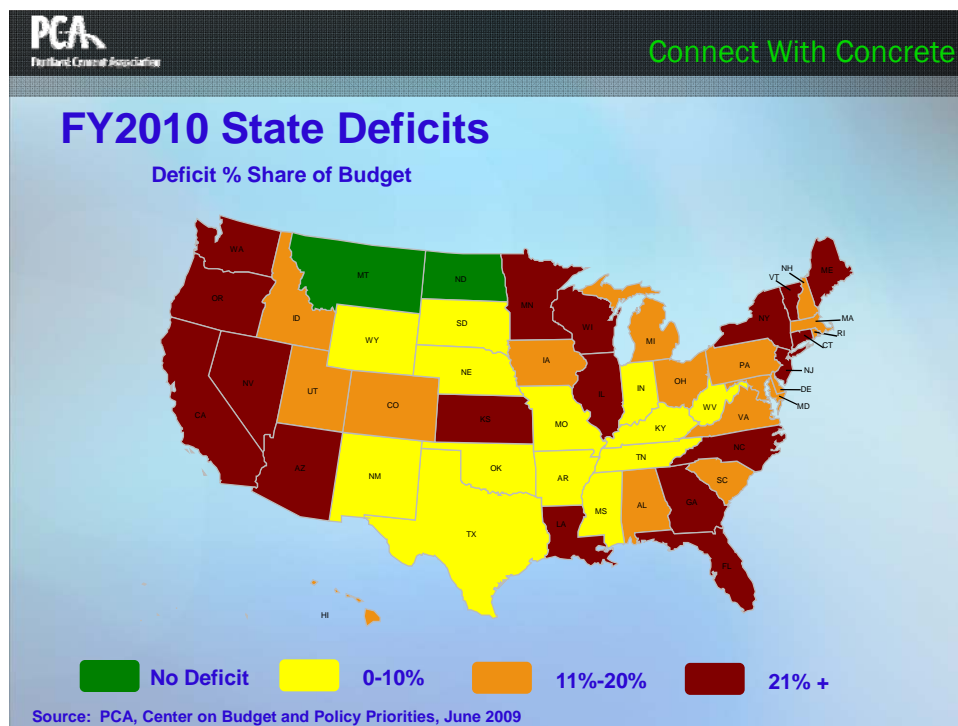 PCA
Portland Cement Association
Connect With Concrete
FY2010 State Deficits
Deficit % Share of Budget
WA
MT
ND
MN
ME
NH
VT
OR
ID
SD
WI
NY
MA
RI
CT
WY
MI
IA
NE
PA
NJ
NV
UT
CO
IL
IN
OH
DE
MD
CA
KS
MO
WV
VA
KY
NC
AZ
NM
OK
TN
AR
SC
MS
AL
GA
TX
LA
FL
HI
No Deficit
0-10%
11%-20%
21% +
Source: PCA, Center on Budget and Policy Priorities, June 2009